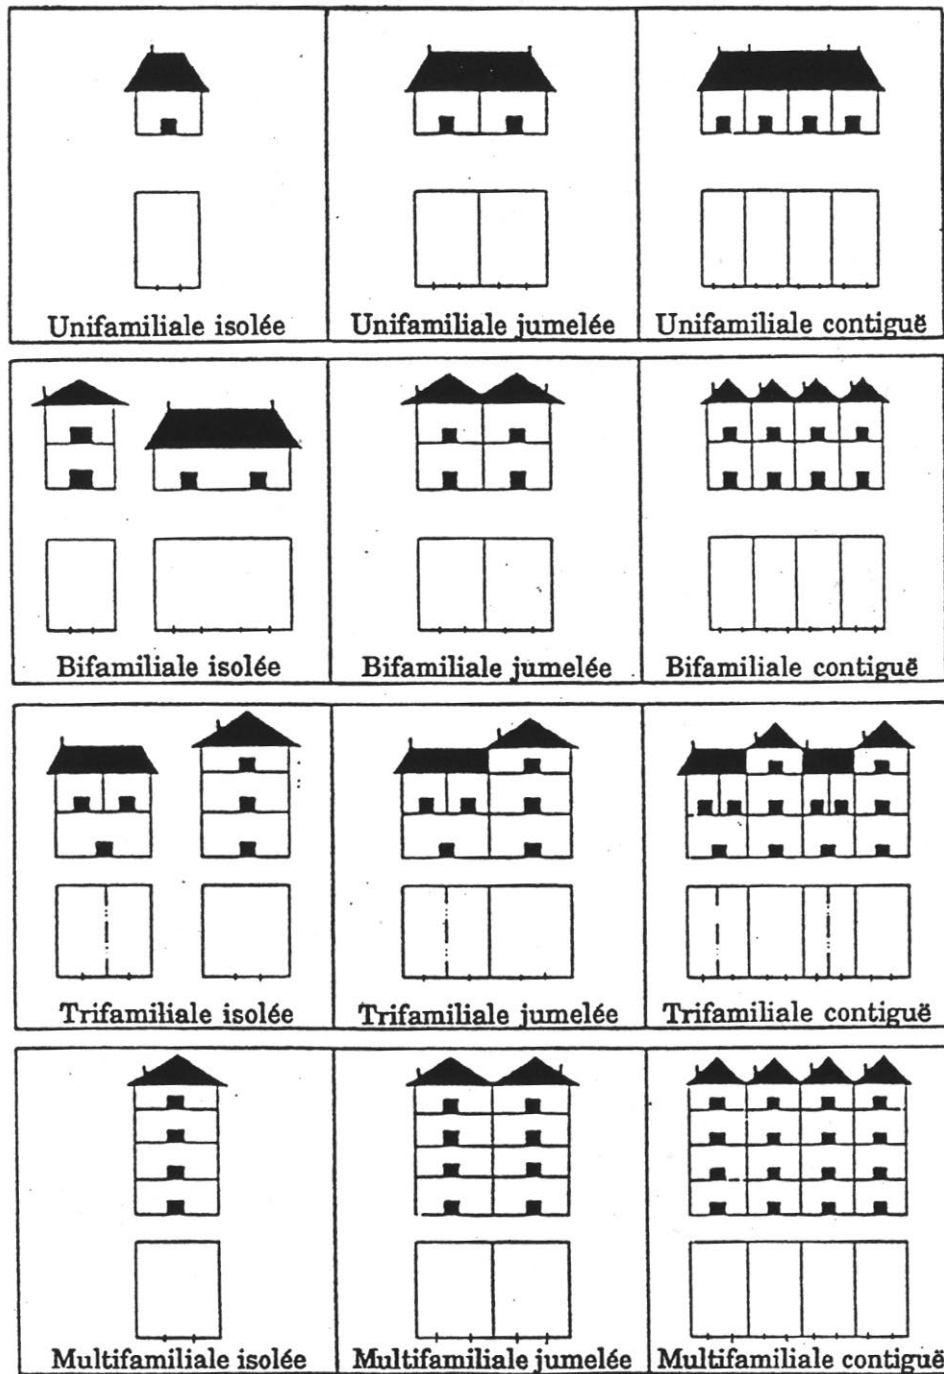 Unifamiliale isolée
Unifamiliale jumelée
Unifamiliale contiguë
Bifamiliale isolée
Bifamiliale jumelée
Bifamiliale contiguë
Trifamiliale isolée
Trifamiliale jumelée
Trifamiliale contiguë
Multifamiliale isolée
Multifamiliale jumelée
Multifamiliale contiguë